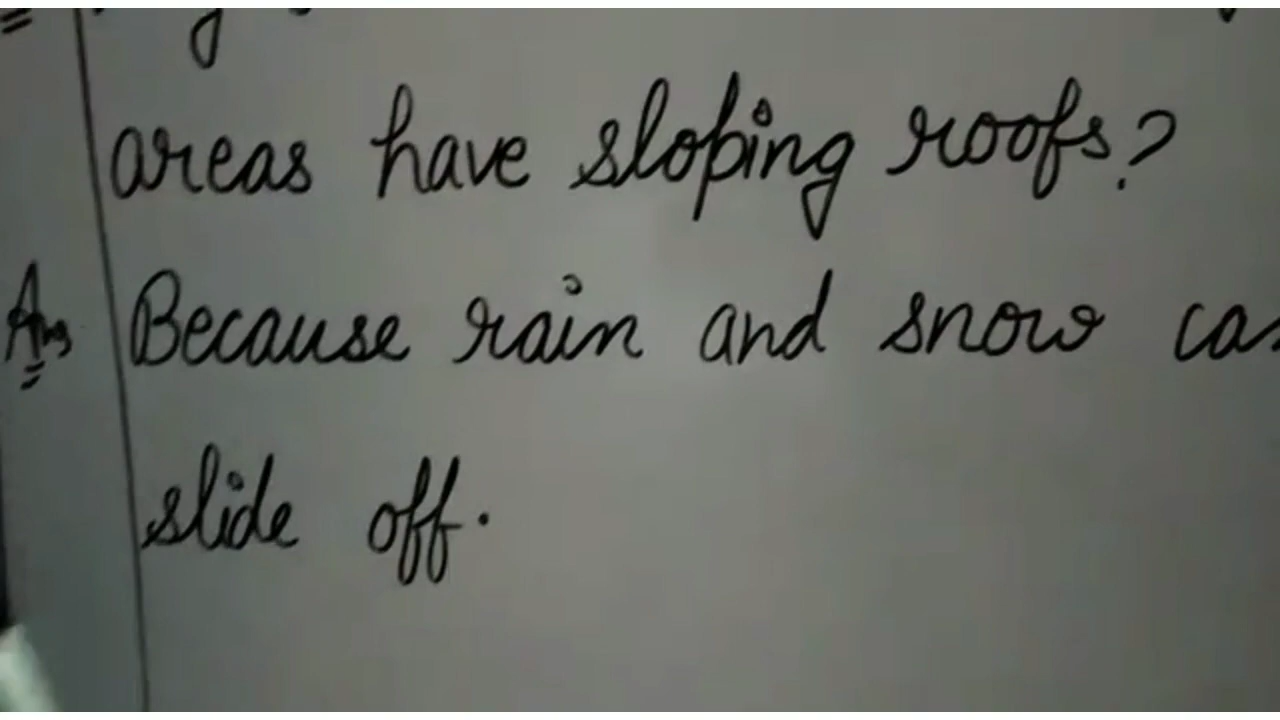 areas have sloping roofs?
Ans Because rain and snow
slide off.